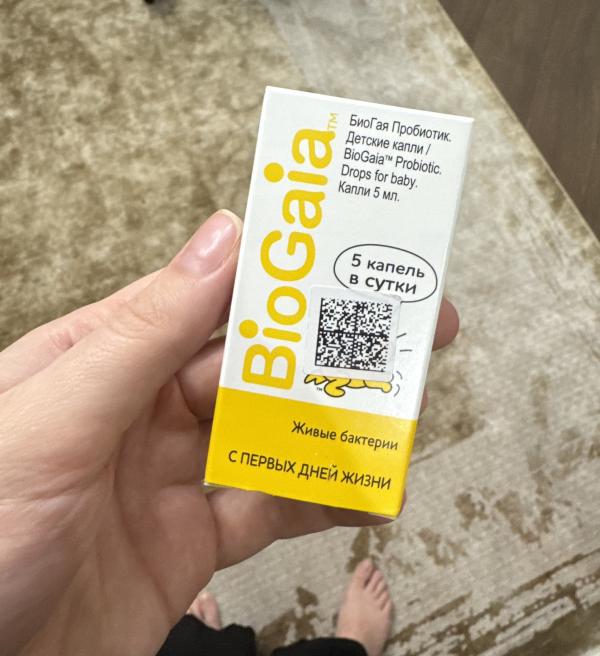 BioGaia™
БиоГая Пробиотик.
Детские капли /
BioGaia™ Probiotic.
Drops for baby.
Капли 5 мл.
5 капель
в сутки
™
Живые бактерии
С ПЕРВЫХ ДНЕЙ ЖИЗНИ